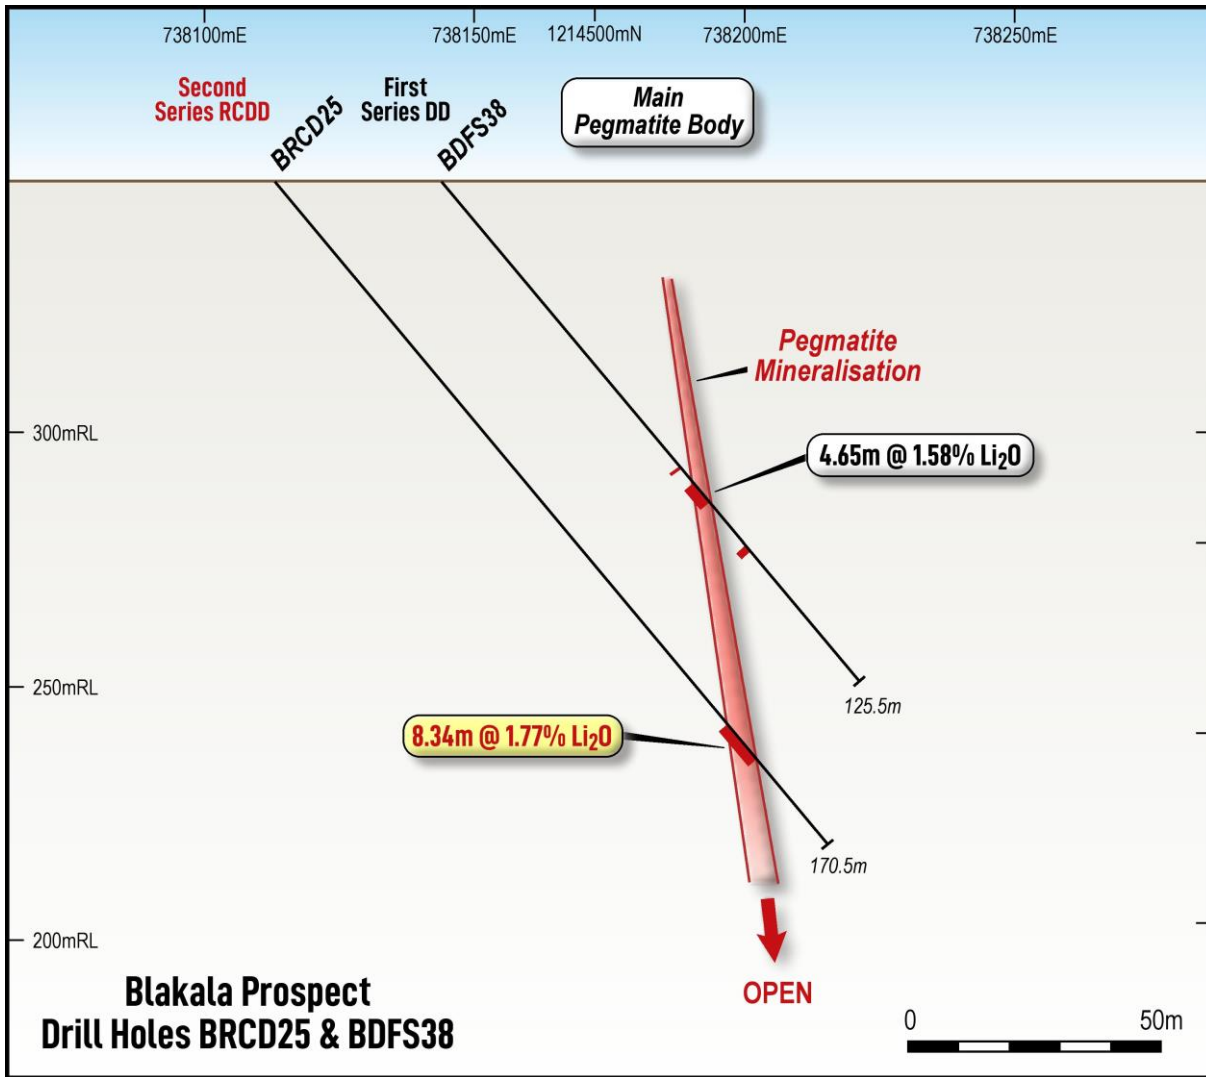 738100mE
738150mE
1214500mN
738200mE
738250mE
Second
Series RCDD
BRCD25
First
Series DD
BDFS38
Main
Pegmatite Body
Pegmatite
Mineralisation
300mRL
4.65m @ 1.58% Li₂O
250mRL
125.5m
8.34m @ 1.77% Li₂O
170.5m
200mRL
OPEN
Blakala Prospect
Drill Holes BRCD25 & BDFS38
0
50m